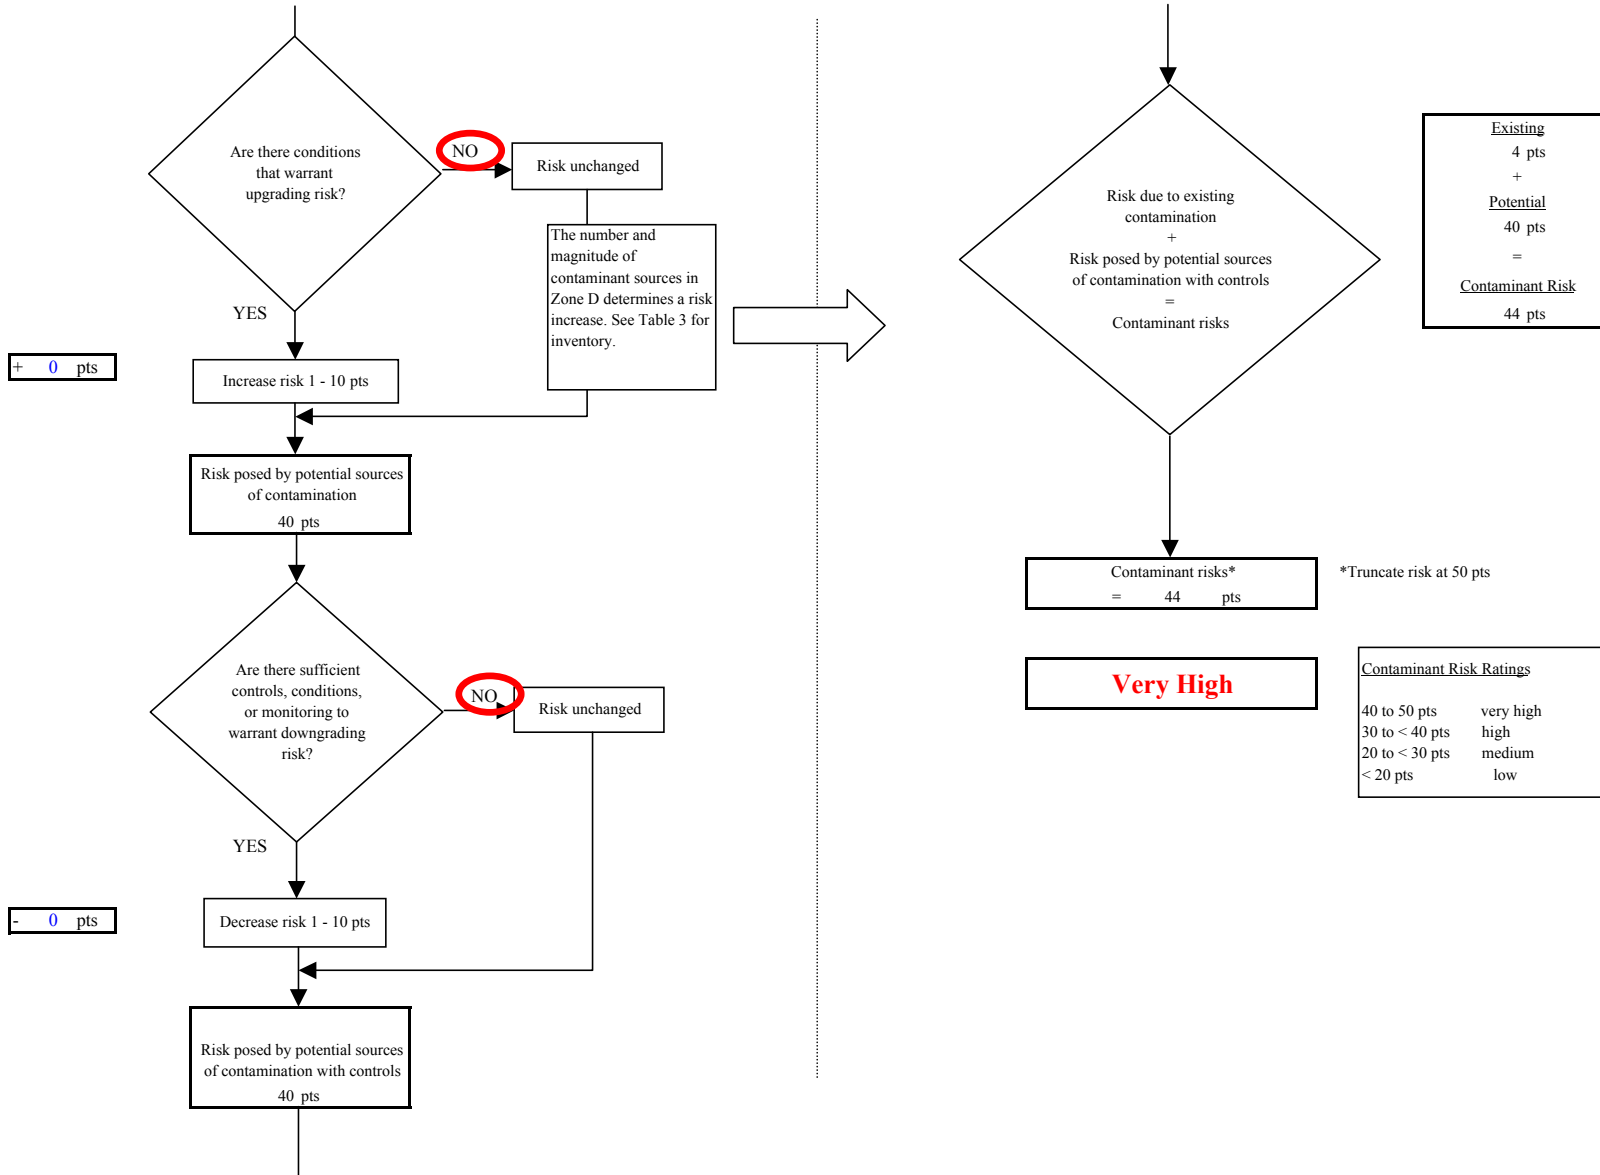 Are there conditions
that warrant
upgrading risk?
NO
Risk unchanged
The number and
magnitude of
contaminant sources in
Zone D determines a risk
increase. See Table 3 for
inventory.
YES
+ 0 pts
Increase risk 1 - 10 pts
Risk posed by potential sources
of contamination
40 pts
Are there sufficient
controls, conditions,
or monitoring to
warrant downgrading
risk?
NO
Risk unchanged
YES
- 0 pts
Decrease risk 1 - 10 pts
Risk posed by potential sources
of contamination with controls
40 pts
Risk due to existing
contamination
+
Risk posed by potential sources
of contamination with controls
=
Contaminant risks
Existing
4 pts
+
Potential
40 pts
=
Contaminant Risk
44 pts
Contaminant risks*
= 44 pts
*Truncate risk at 50 pts
Very High
Contaminant Risk Ratings
40 to 50 pts very high
30 to < 40 pts high
20 to < 30 pts medium
< 20 pts low